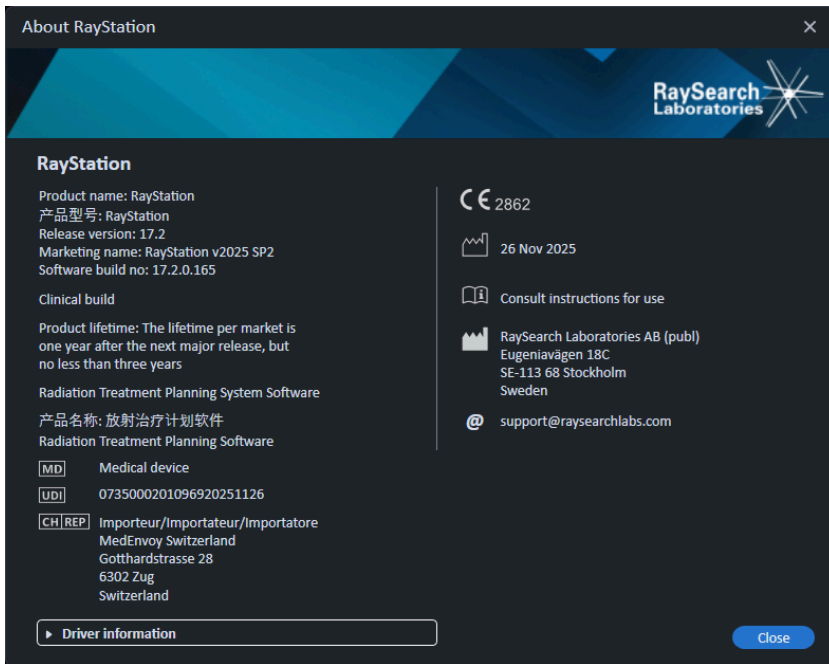 About RayStation
RaySearch
Laboratories
RayStation
Product name: RayStation
产品型号: RayStation
Release version: 17.2
Marketing name: RayStation v2025 SP2
Software build no: 17.2.0.165
Clinical build
Product lifetime: The lifetime per market is
one year after the next major release, but
no less than three years
Radiation Treatment Planning System Software
产品名称: 放射治疗计划软件
Radiation Treatment Planning Software
MD Medical device
UDI 0735000201096920251126
CH REP Importeur/Importateur/Importatore
MedEnvoy Switzerland
Gotthardstrasse 28
6302 Zug
Switzerland
Driver information
CE 2862
26 Nov 2025
Consult instructions for use
RaySearch Laboratories AB (publ)
Eugeniavägen 18C
SE-113 68 Stockholm
Sweden
@ support@raysearchlabs.com
Close